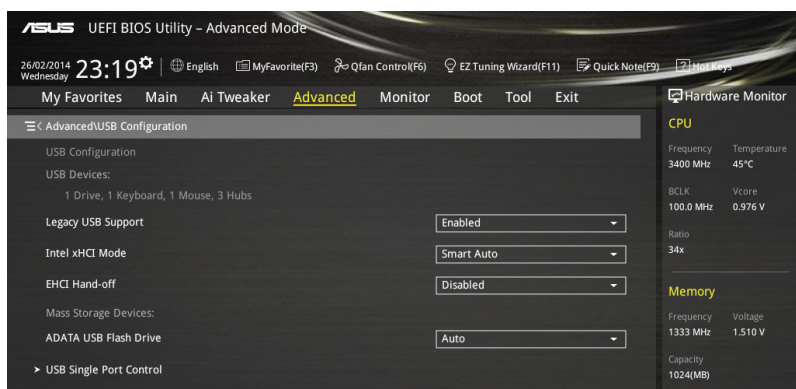 ASUS UEFI BIOS Utility – Advanced Mode
26/02/2014 Wednesday 23:19 English MyFavorite(F3) Qfan Control(F6) EZ Tuning Wizard(F11) Quick Note(F9) Hot Keys
My Favorites Main Ai Tweaker Advanced Monitor Boot Tool Exit
Hardware Monitor
Advanced\USB Configuration
USB Configuration
USB Devices:
1 Drive, 1 Keyboard, 1 Mouse, 3 Hubs
Legacy USB Support Enabled
Intel xHCI Mode Smart Auto
EHCI Hand-off Disabled
Mass Storage Devices:
ADATA USB Flash Drive Auto
USB Single Port Control
CPU
Frequency Temperature
3400 MHz 45°C
BCLK Vcore
100.0 MHz 0.976 V
Ratio
34x
Memory
Frequency Voltage
1333 MHz 1.510 V
Capacity
1024(MB)